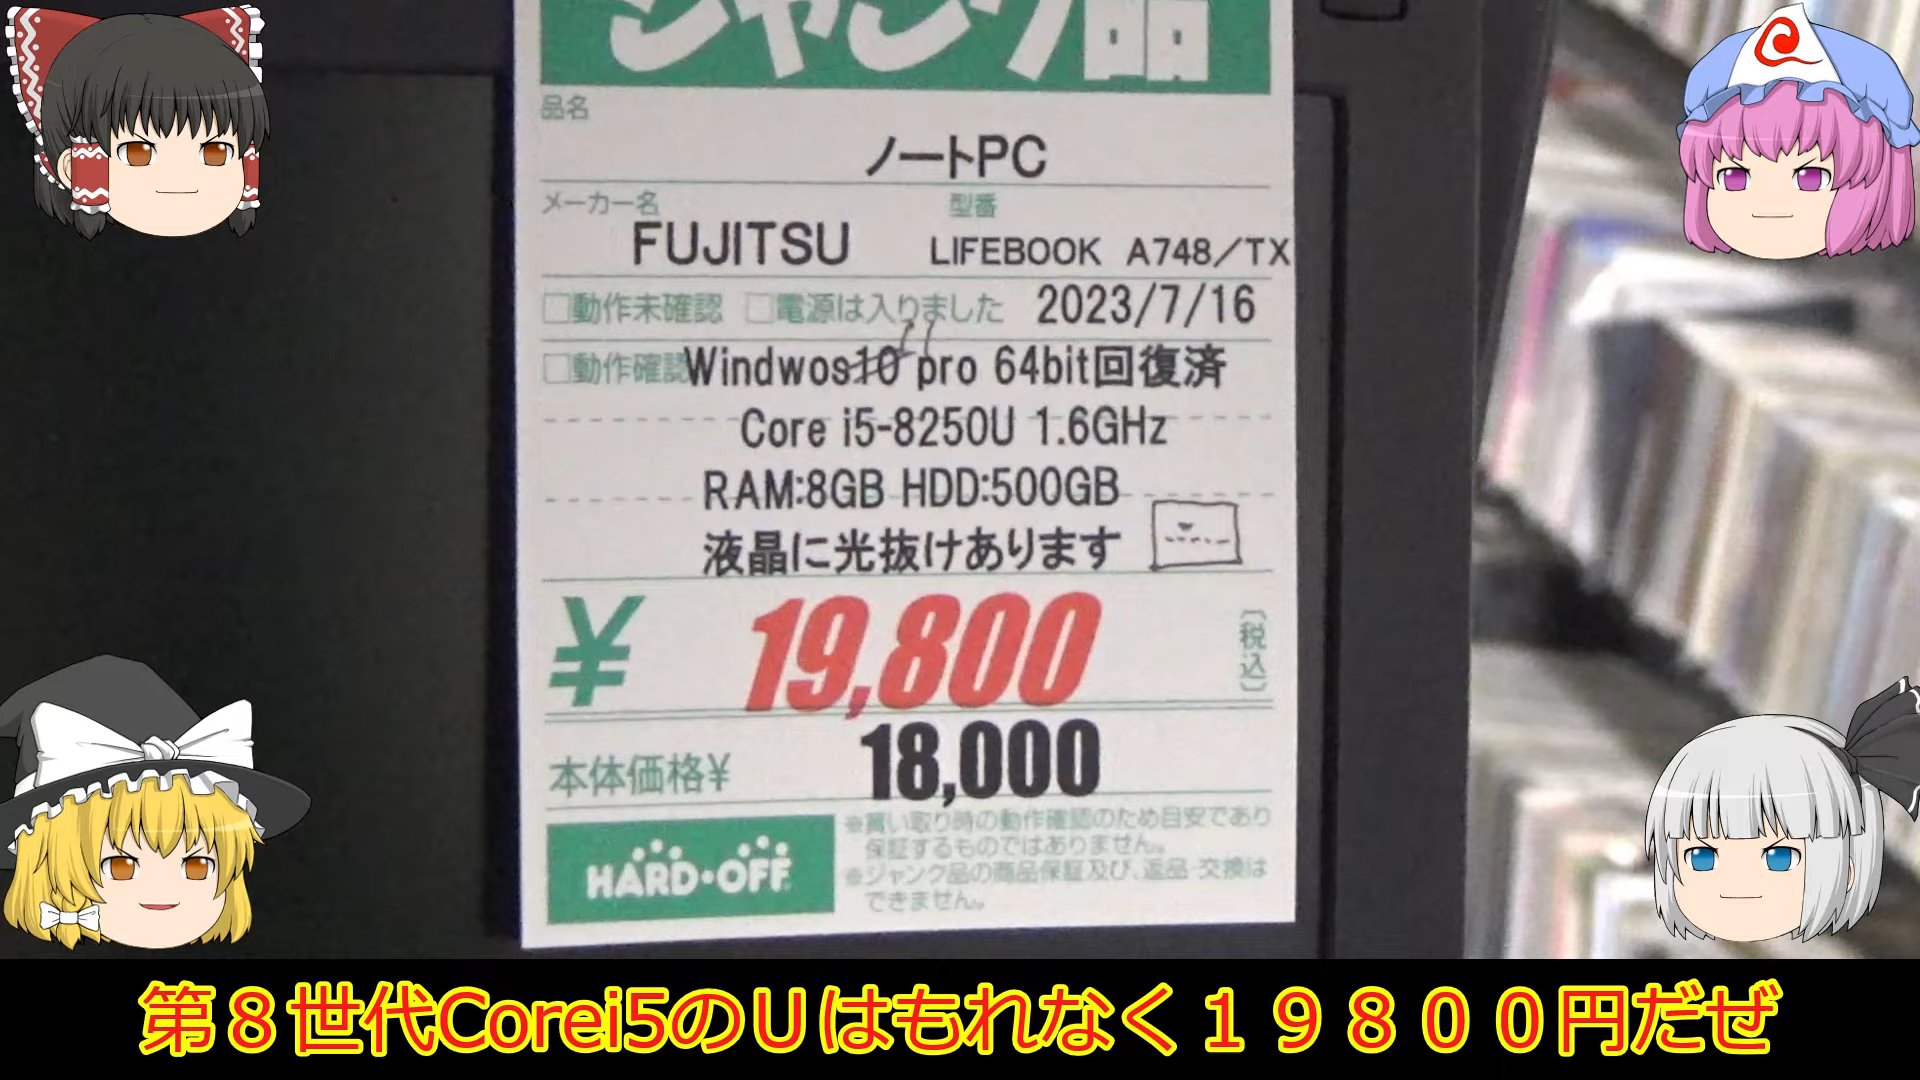 ジャンク品
品名
ノートPC
メーカー名 型番
FUJITSU LIFEBOOK A748／TX
□動作未確認 □電源は入りました 2023/7/16
11
□動作確認 Windwos10 pro 64bit回復済
Core i5-8250U 1.6GHz
RAM:8GB HDD:500GB
液晶に光抜けあります
¥ 19,800 (税込)
本体価格¥ 18,000
HARD・OFF
※買い取り時の動作確認のため目安であり
保証するものではありません。
※ジャンク品の商品保証及び、返品・交換は
できません。
第８世代Corei5のＵはもれなく１９８００円だぜ